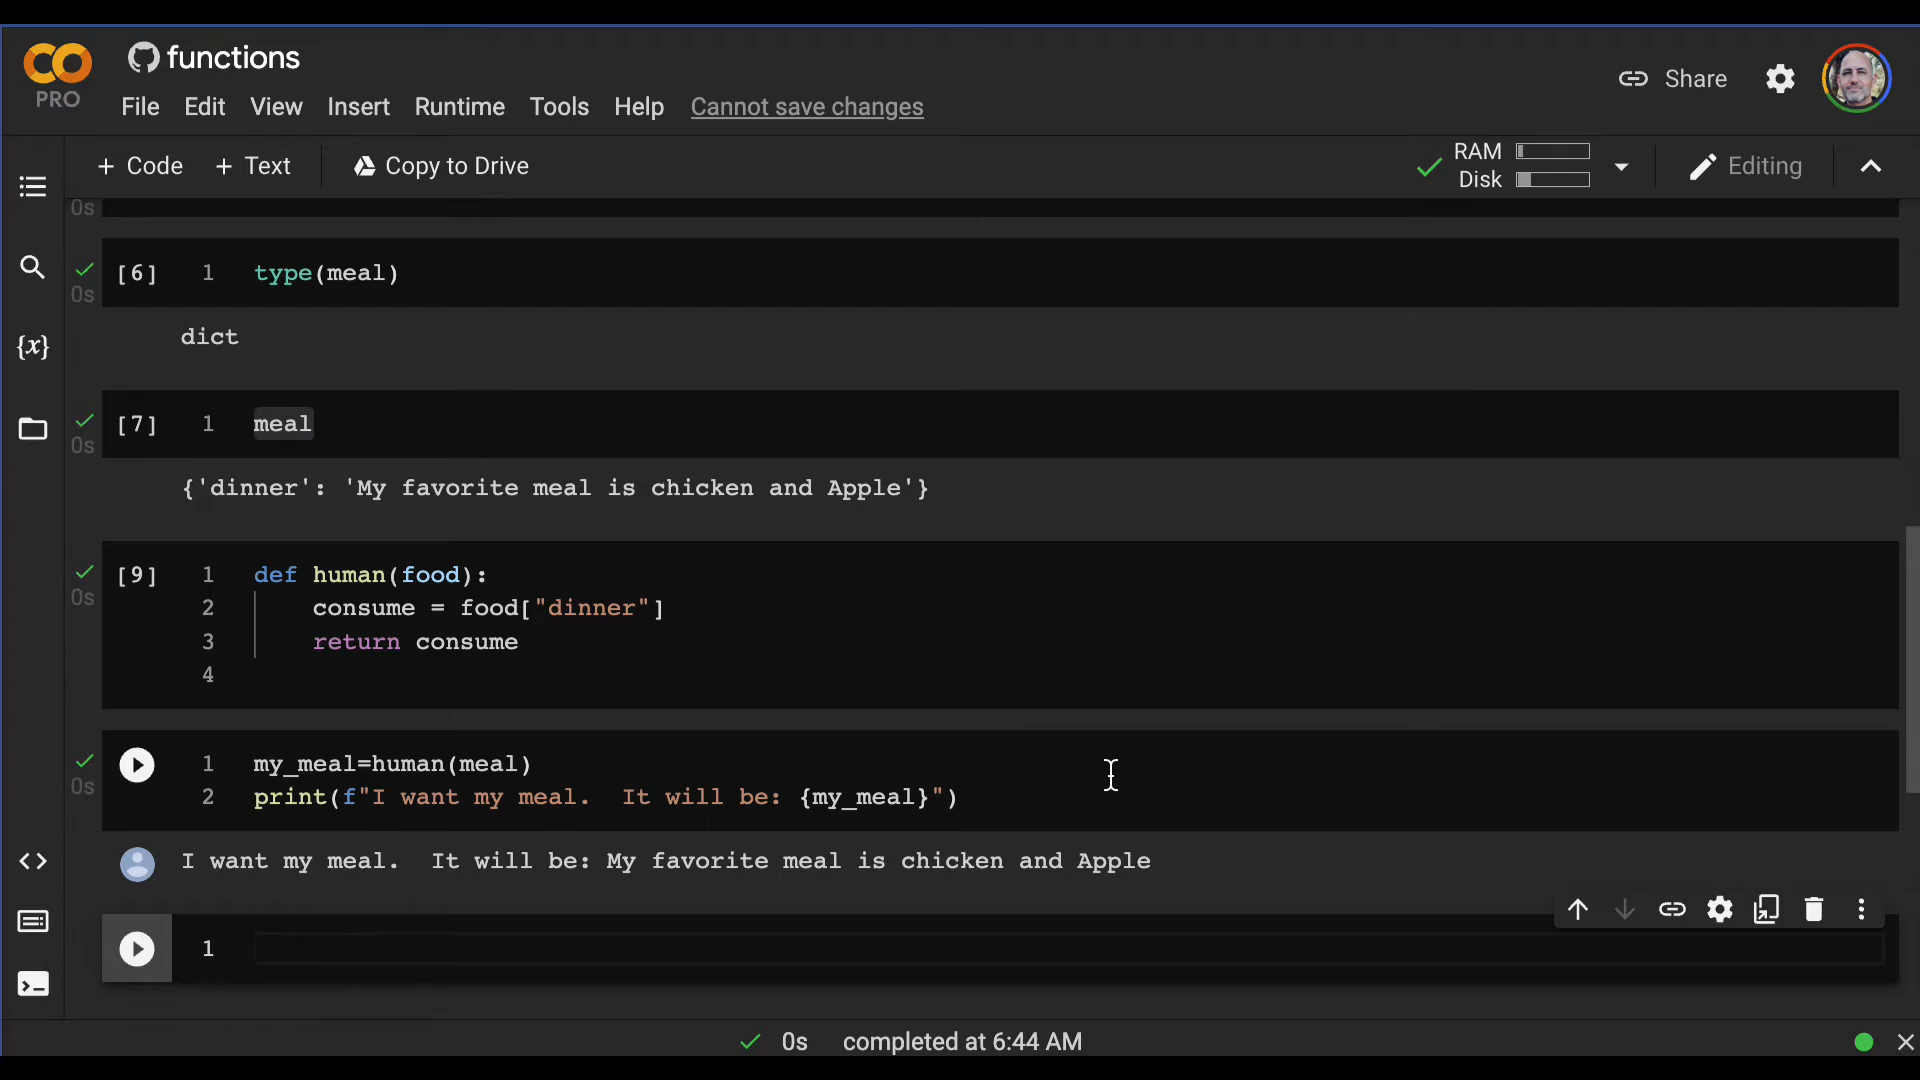 functions
PRO
File Edit View Insert Runtime Tools Help Cannot save changes
Share
+ Code + Text Copy to Drive
RAM
Disk
Editing
0s
[6] 1 type(meal)
0s
dict
{x}
[7] 1 meal
0s
{'dinner': 'My favorite meal is chicken and Apple'}
[9] 1 def human(food):
0s
2 consume = food["dinner"]
3 return consume
4
1 my_meal=human(meal)
0s
2 print(f"I want my meal.  It will be: {my_meal}")
I want my meal.  It will be: My favorite meal is chicken and Apple
1
0s completed at 6:44 AM